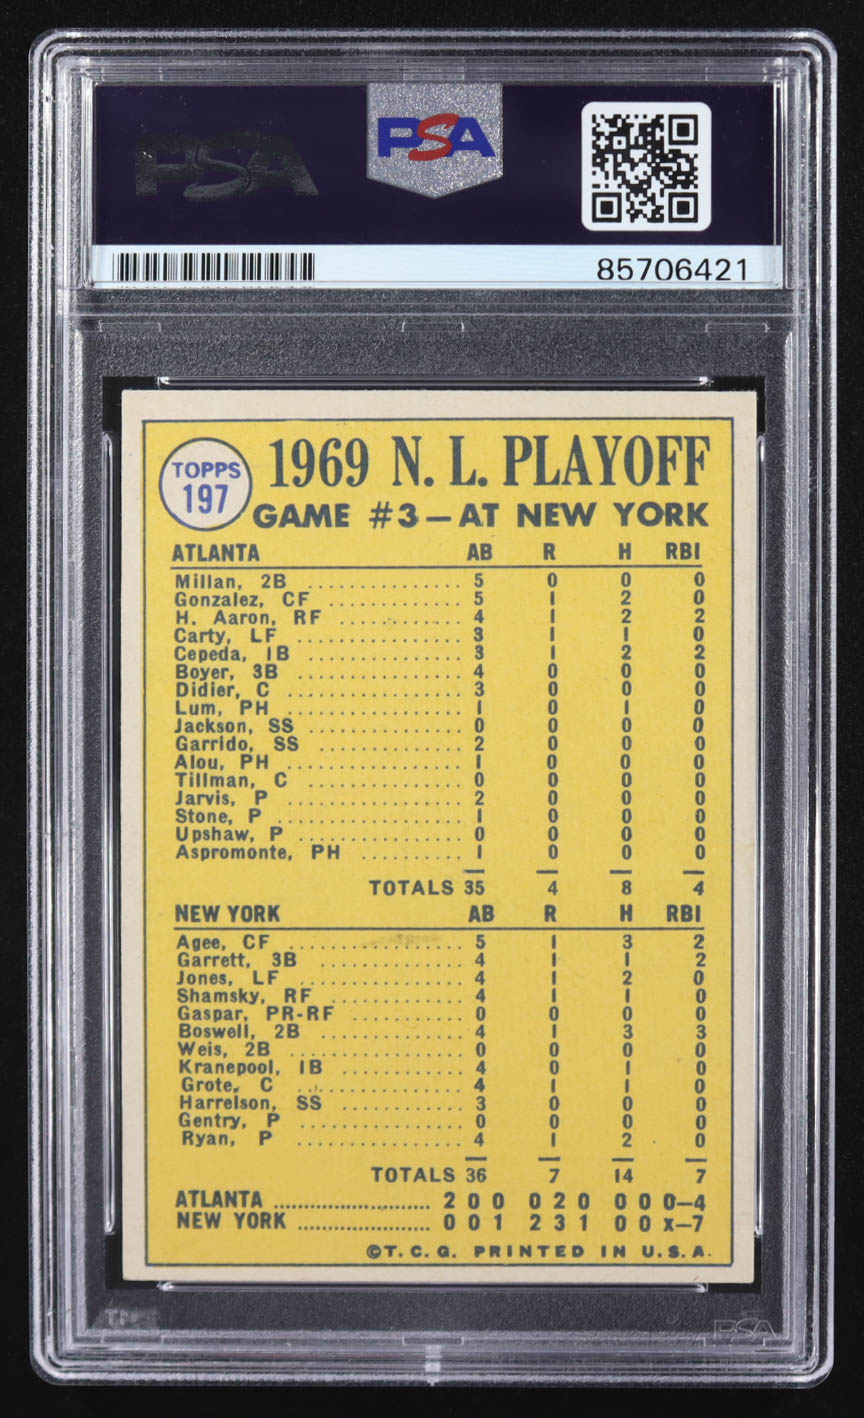 PSA
PSA
85706421
TOPPS
197
1969 N. L. PLAYOFF
GAME #3 — AT NEW YORK
ATLANTA AB R H RBI
Millan, 2B .............. 5 0 0 0
Gonzalez, CF ............ 5 1 2 0
H. Aaron, RF ............ 4 1 2 2
Carty, LF ............... 3 1 1 0
Cepeda, 1B .............. 3 1 2 2
Boyer, 3B ............... 4 0 0 0
Didier, C ............... 3 0 0 0
Lum, PH ................. 1 0 1 0
Jackson, SS ............. 0 0 0 0
Garrido, SS ............. 2 0 0 0
Alou, PH ................ 1 0 0 0
Tillman, C .............. 0 0 0 0
Jarvis, P ............... 2 0 0 0
Stone, P ................ 1 0 0 0
Upshaw, P ............... 0 0 0 0
Aspromonte, PH .......... 1 0 0 0
TOTALS 35 4 8 4
NEW YORK AB R H RBI
Agee, CF ................ 5 1 3 2
Garrett, 3B ............. 4 1 1 2
Jones, LF ............... 4 1 2 0
Shamsky, RF ............. 4 1 1 0
Gaspar, PR-RF ........... 0 0 0 0
Boswell, 2B ............. 4 1 3 3
Weis, 2B ................ 0 0 0 0
Kranepool, 1B ........... 4 0 1 0
Grote, C ................ 4 1 1 0
Harrelson, SS ........... 3 0 0 0
Gentry, P ............... 0 0 0 0
Ryan, P ................. 4 1 2 0
TOTALS 36 7 14 7
ATLANTA ........................ 2 0 0 0 2 0 0 0 0—4
NEW YORK ..................... 0 0 1 2 3 1 0 0 x—7
©T.C.G. PRINTED IN U.S.A.
TM
PSA